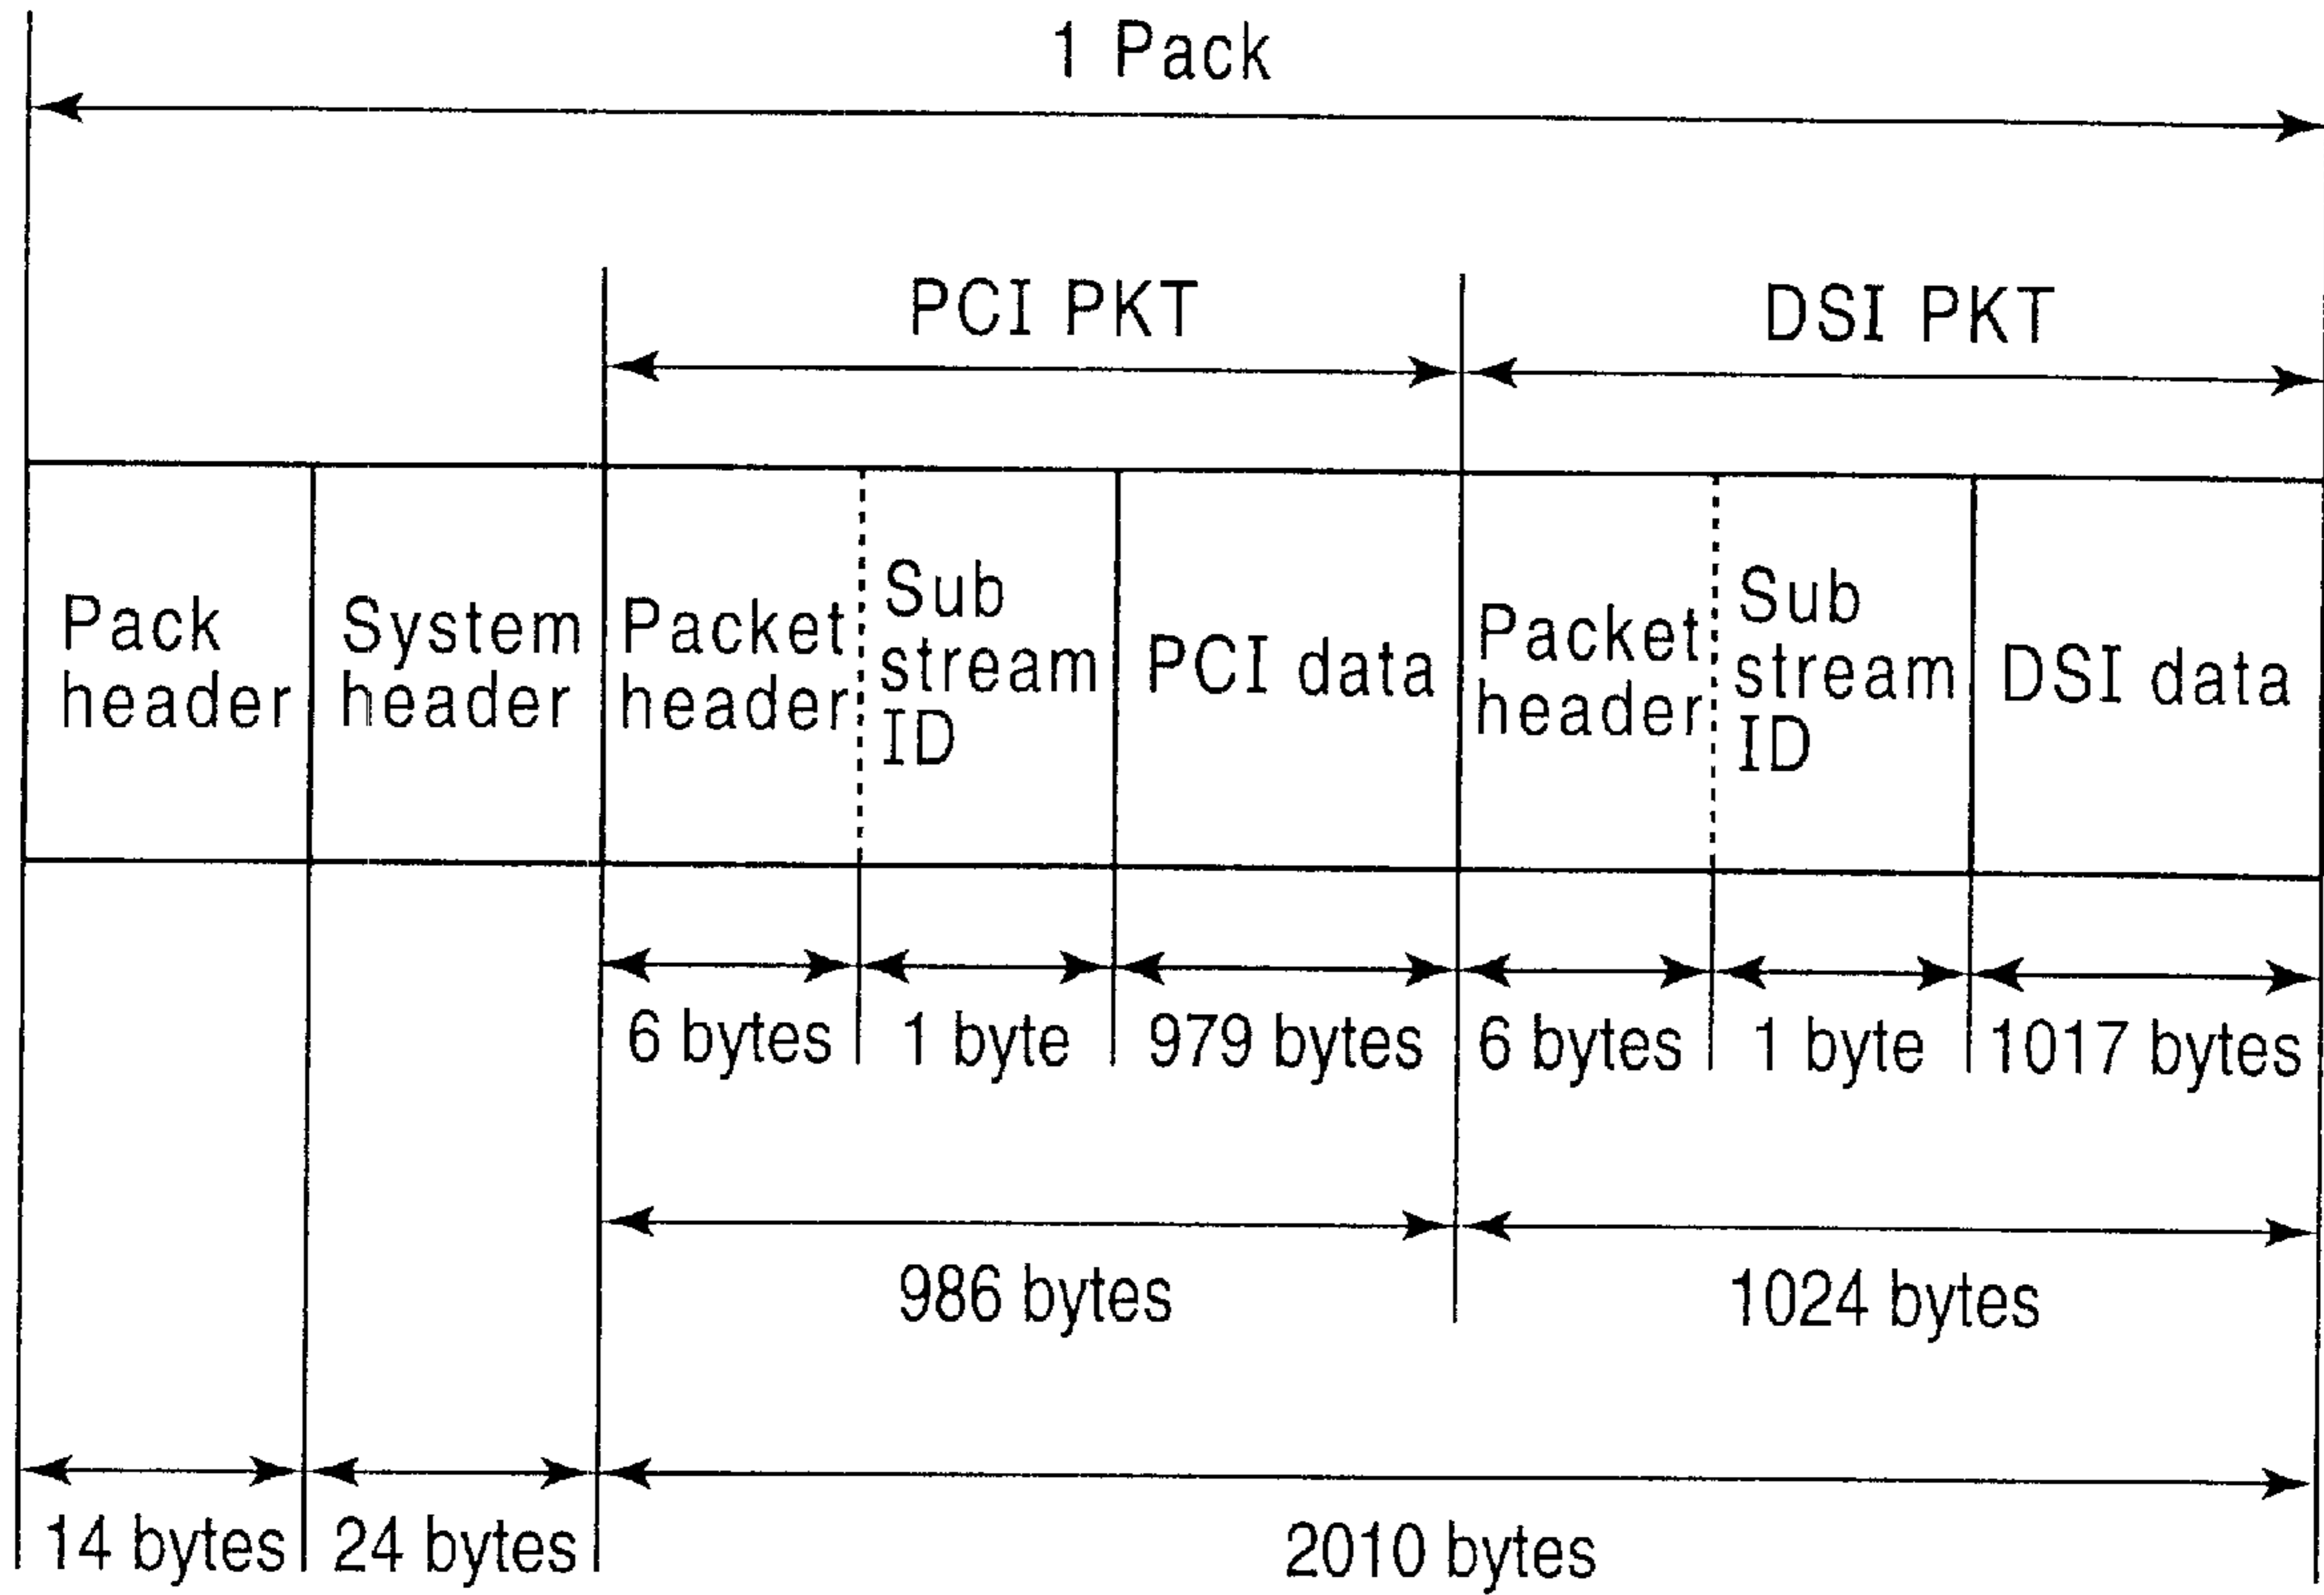 1 Pack
PCI PKT
DSI PKT
Pack
header
System
header
Packet
header
Sub
stream
ID
PCI data
Packet
header
Sub
stream
ID
DSI data
6 bytes
1 byte
979 bytes
6 bytes
1 byte
1017 bytes
986 bytes
1024 bytes
14 bytes
24 bytes
2010 bytes